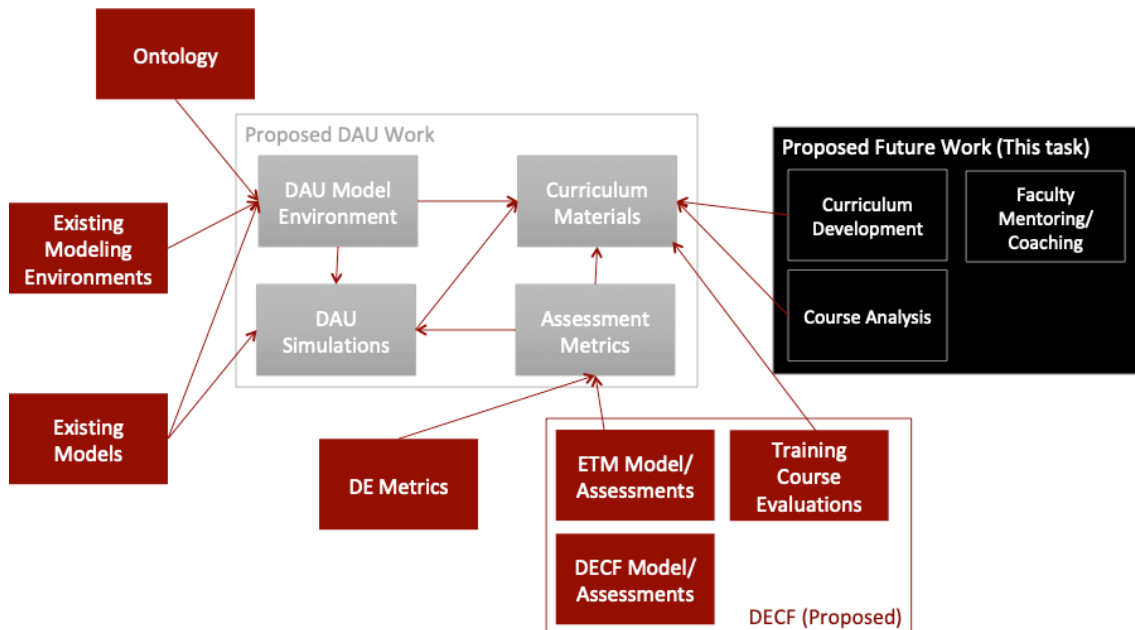 Ontology
Proposed DAU Work
DAU Model
Environment
Curriculum
Materials
DAU
Simulations
Assessment
Metrics
Proposed Future Work (This task)
Curriculum
Development
Faculty
Mentoring/
Coaching
Course Analysis
Existing
Modeling
Environments
Existing
Models
DE Metrics
ETM Model/
Assessments
Training
Course
Evaluations
DECF Model/
Assessments
DECF (Proposed)